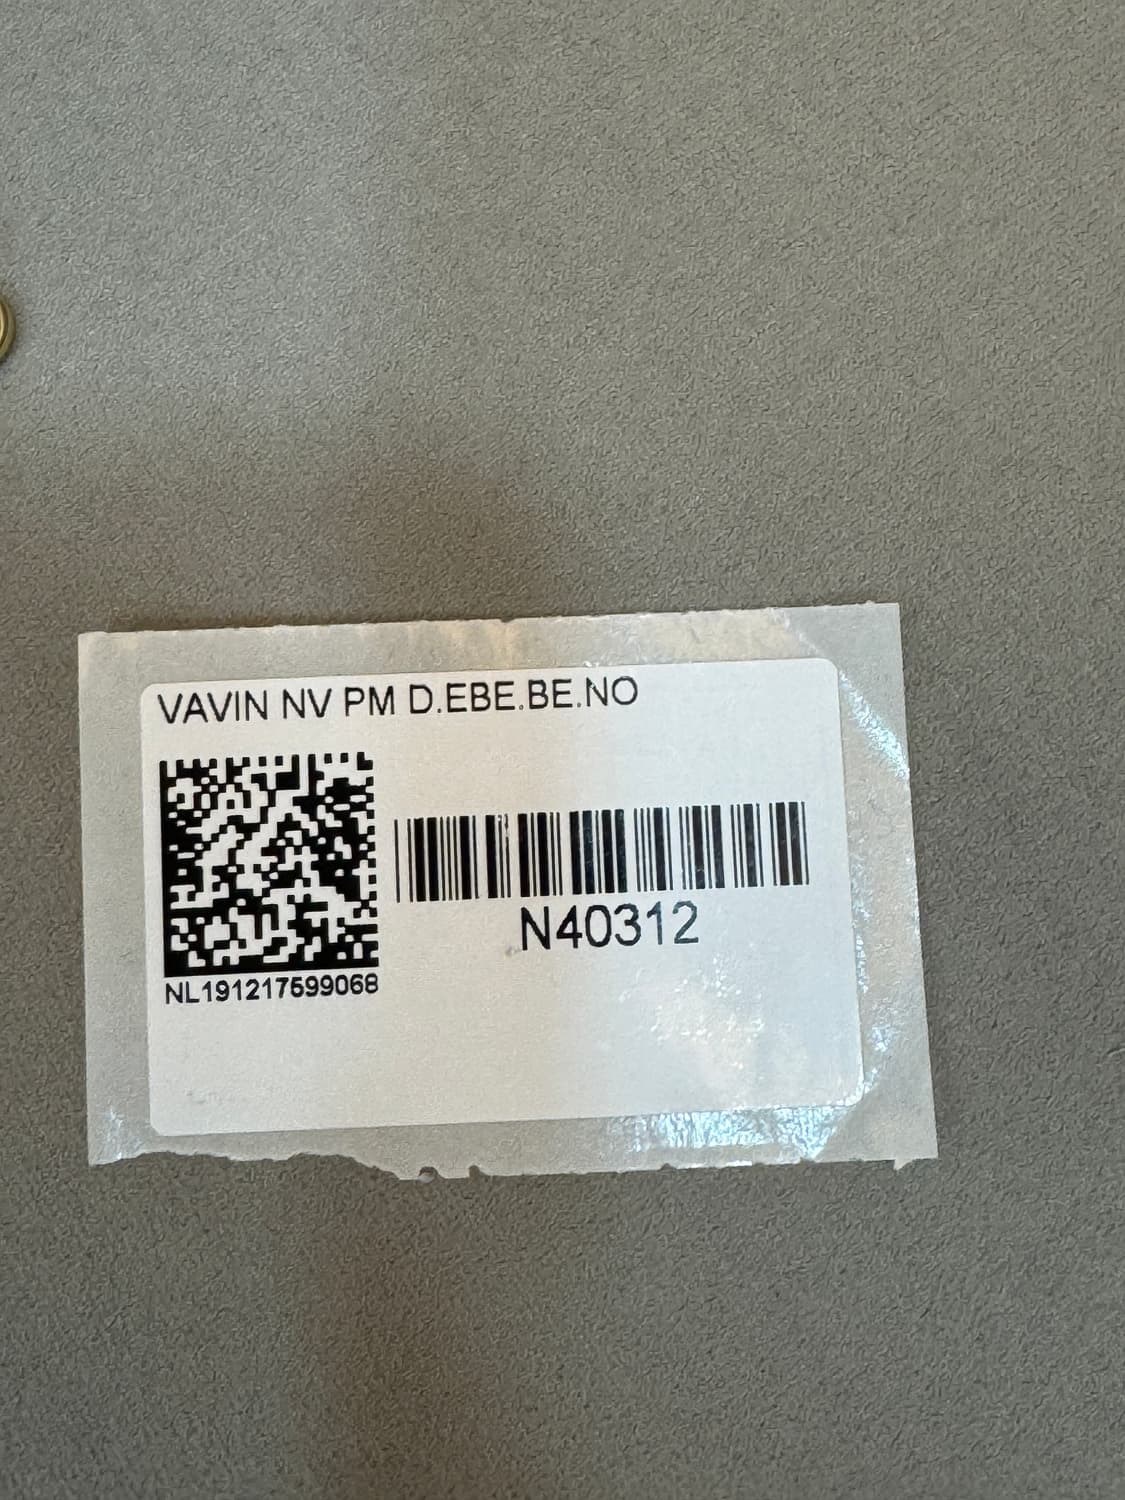 VAVIN NV PM D.EBE.BE.NO
N40312
NL191217599068